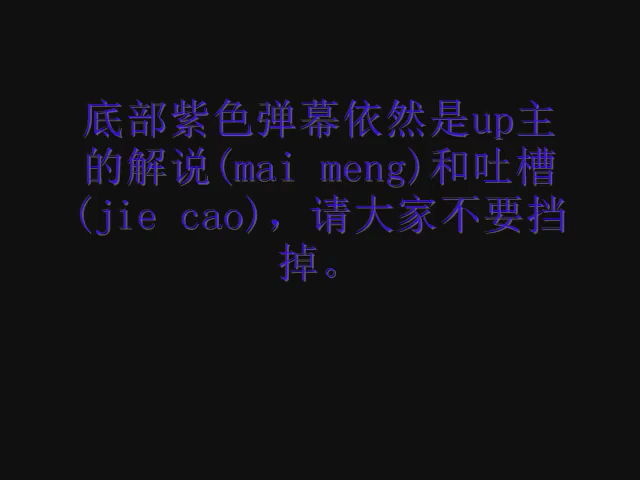 底部紫色弹幕依然是up主
的解说(mai meng)和吐槽
(jie cao)，请大家不要挡
掉。